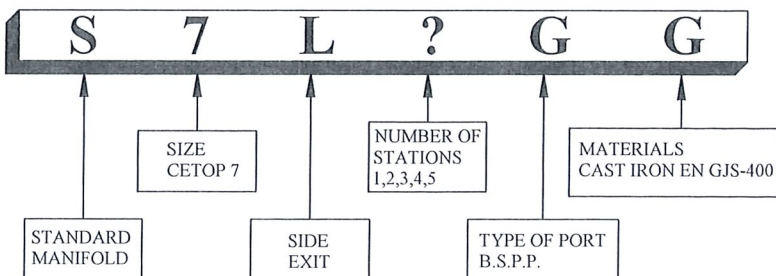 S 7 L ? G G
SIZE
CETOP 7
NUMBER OF
STATIONS
1,2,3,4,5
MATERIALS
CAST IRON EN GJS-400
STANDARD
MANIFOLD
SIDE
EXIT
TYPE OF PORT
B.S.P.P.